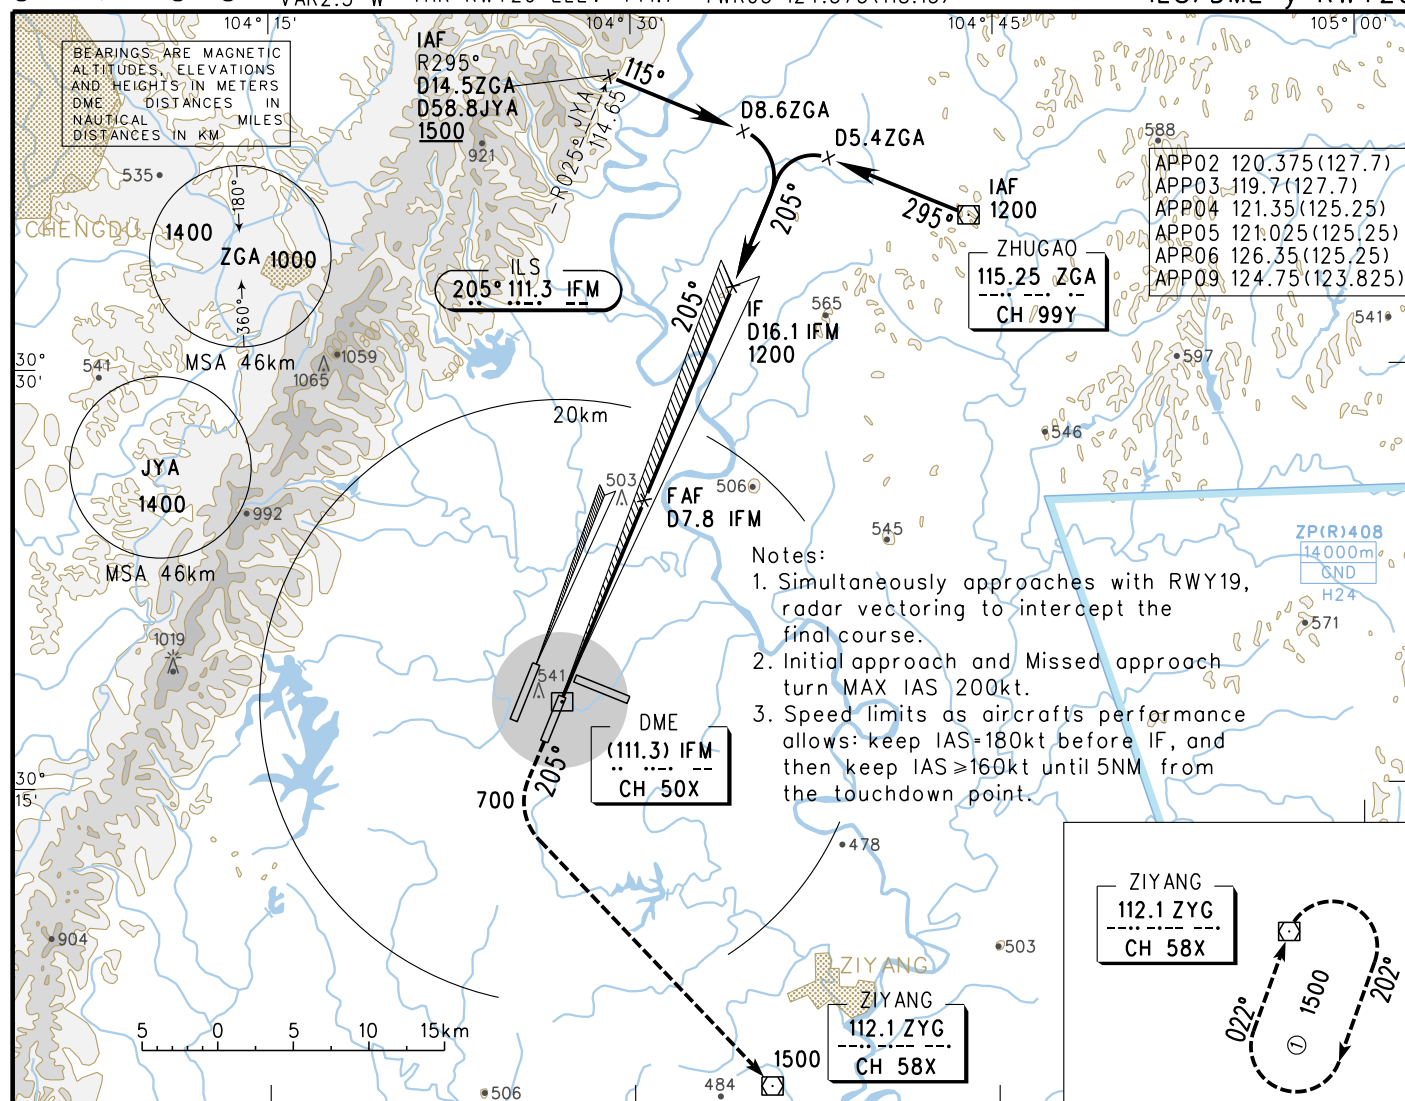 VAR2.5° W
104°15'
104°30'
104°45'
105°00'
BEARINGS ARE MAGNETIC
ALTITUDES, ELEVATIONS
AND HEIGHTS IN METERS
DME DISTANCES IN
NAUTICAL MILES
DISTANCES IN KM
IAF
R295°
D14.5ZGA
D58.8JYA
1500
115°
R025° JYA
114.65
D8.6ZGA
D5.4ZGA
205°
295°
IAF
1200
ZHUGAO
115.25 ZGA
CH 99Y
588
APP02 120.375(127.7)
APP03 119.7(127.7)
APP04 121.35(125.25)
APP05 121.025(125.25)
APP06 126.35(125.25)
APP09 124.75(123.825)
921
535
CHENGDU
180°
1400
ZGA 1000
360°
MSA 46km
ILS
205° 111.3 IFM
205°
IF
D16.1 IFM
1200
565
541
597
30°
30'
541
1059
1065
20km
546
JYA
1400
MSA 46km
992
503
506
FAF
D7.8 IFM
545
ZP(R)408
14000m
GND
H24
571
Notes:
1. Simultaneously approaches with RWY19,
radar vectoring to intercept the
final course.
2. Initial approach and Missed approach
turn MAX IAS 200kt.
3. Speed limits as aircrafts performance
allows: keep IAS=180kt before IF, and
then keep IAS≥160kt until 5NM from
the touchdown point.
1019
541
DME
(111.3) IFM
CH 50X
205°
700
30°
15'
478
904
503
ZIYANG
ZIYANG
112.1 ZYG
CH 58X
1500
484
506
5 0 5 10 15km
ZIYANG
112.1 ZYG
CH 58X
022°
1500
202°
①